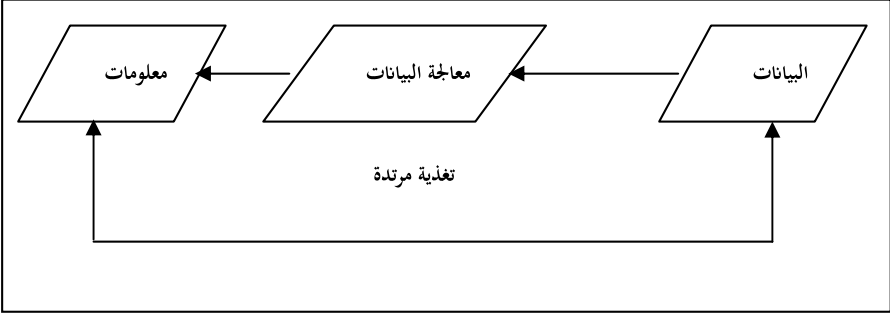 البيانات
معالجة البيانات
معلومات
تغذية مرتدة